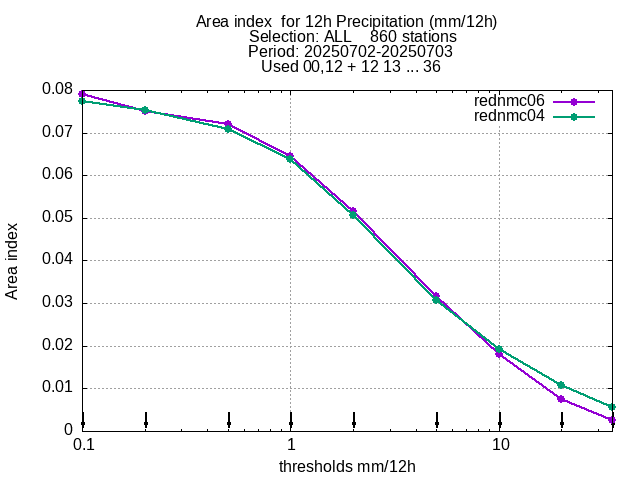 Area index  for 12h Precipitation (mm/12h)
Selection: ALL    860 stations
Period: 20250702-20250703
Used 00,12 + 12 13 ... 36
rednmc06
rednmc04
0.08
0.07
0.06
0.05
0.04
0.03
0.02
0.01
0
Area index
0.1 1 10
thresholds mm/12h